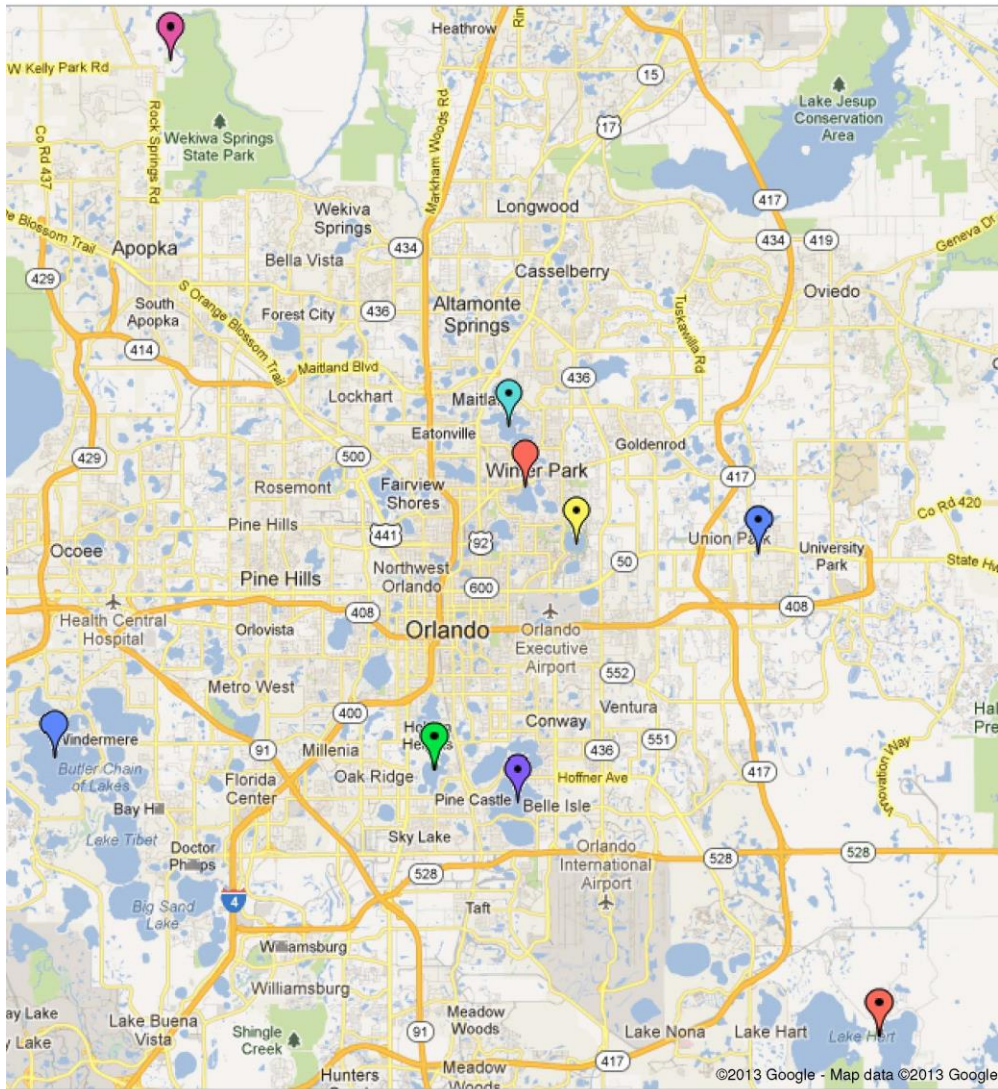 Heathrow
Rin
W Kelly Park Rd
15
Lake Jesup
Conservation
Area
Co Rd 437
Rock Springs Rd
Wekiwa Springs
State Park
Markham Woods Rd
17
417
Wekiva
Springs
Longwood
434
434
419
Geneva Dr
e Blossom Trail
Apopka
Bella Vista
Casselberry
429
S Orange Blossom Trail
Oviedo
South
Apopka
Forest City
436
Altamonte
Springs
Tuskawilla Rd
414
Maitland Blvd
436
Lockhart
Eatonville
Goldenrod
429
500
Winter Park
417
Rosemont
Fairview
Shores
Co Rd 420
Pine Hills
441
92
Union Park
University
Park
State Hw
Ocoee
Northwest
Orlando
50
Pine Hills
600
408
408
Health Central
Hospital
Orlovista
Orlando
Orlando
Executive
Airport
552
Metro West
400
Ventura
Conway
Windermere
91
Millenia
436
551
Butler Chain
of Lakes
Florida
Center
Oak Ridge
Hoffner Ave
417
Innovation Way
Hal
Pre
Bay Hill
Pine Castle
Belle Isle
Lake Tibet
Doctor
Phillips
Sky Lake
Orlando
International
Airport
528
528
528
Big Sand
Lake
4
Taft
Williamsburg
Williamsburg
ay Lake
y Lake
Lake Buena
Vista
Shingle
Creek
91
Meadow
Woods
Lake Nona
Lake Hart
Lake Hart
417
Hunters
Meadow
Woods
©2013 Google - Map data ©2013 Google